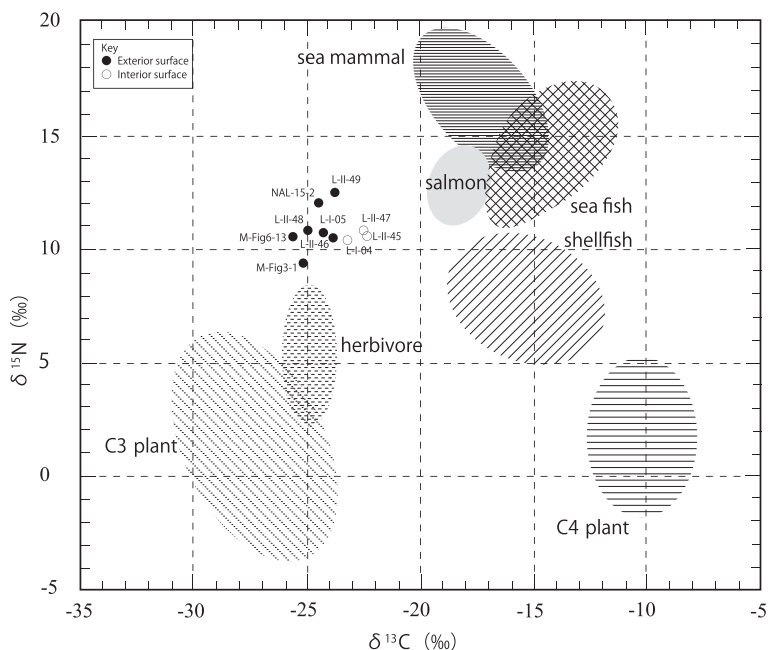 20
Key
Exterior surface
Interior surface
sea mammal
15
L-II-49
NAL-15-2
salmon
sea fish
L-II-48
L-I-05
L-II-47
M-Fig6-13
L-II-46
L-II-45
L-I-04
shellfish
10
M-Fig3-1
δ 15N (‰)
herbivore
5
C3 plant
0
C4 plant
-5
-35 -30 -25 -20 -15 -10 -5
δ 13C (‰)